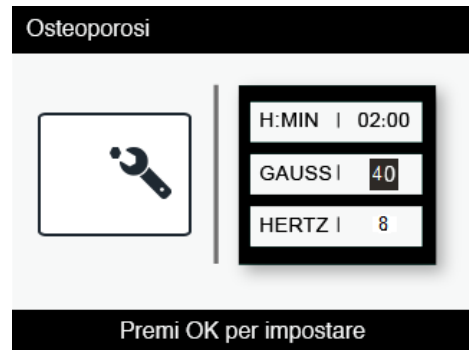 Osteoporosi
H:MIN | 02:00
GAUSS | 40
HERTZ | 8
Premi OK per impostare